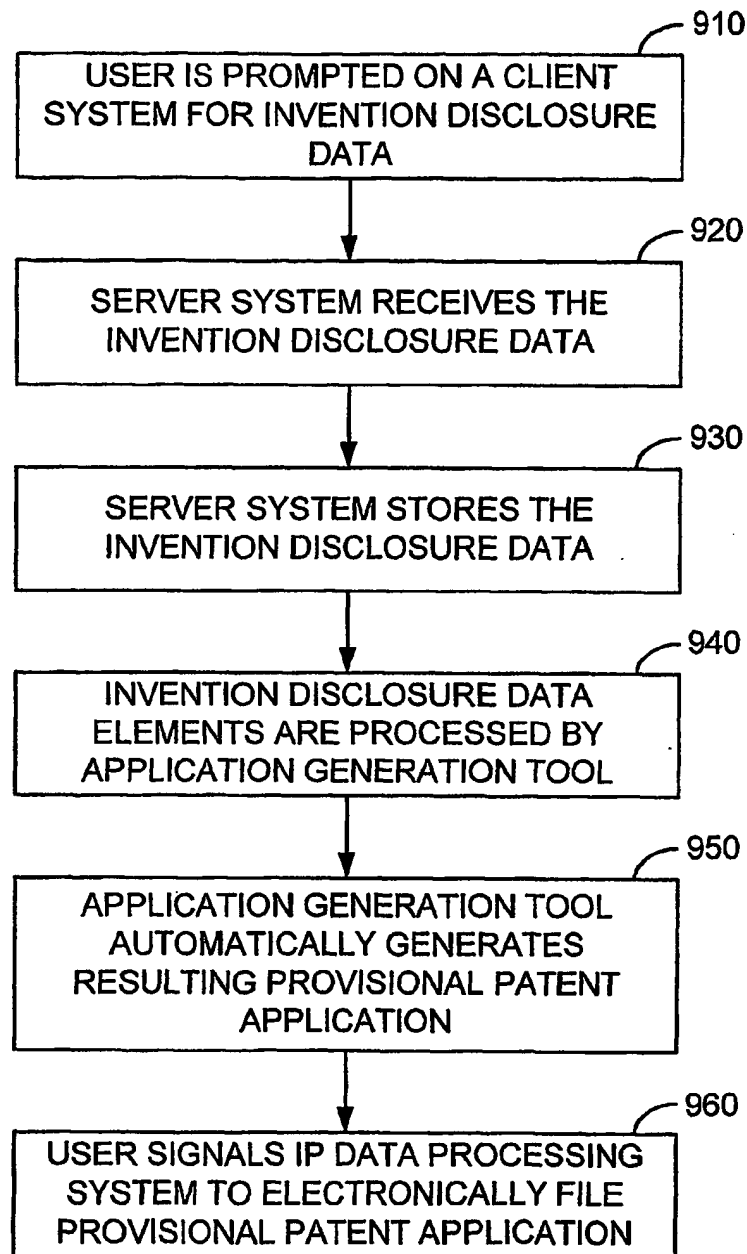 910
USER IS PROMPTED ON A CLIENT
SYSTEM FOR INVENTION DISCLOSURE
DATA
920
SERVER SYSTEM RECEIVES THE
INVENTION DISCLOSURE DATA
930
SERVER SYSTEM STORES THE
INVENTION DISCLOSURE DATA
940
INVENTION DISCLOSURE DATA
ELEMENTS ARE PROCESSED BY
APPLICATION GENERATION TOOL
950
APPLICATION GENERATION TOOL
AUTOMATICALLY GENERATES
RESULTING PROVISIONAL PATENT
APPLICATION
960
USER SIGNALS IP DATA PROCESSING
SYSTEM TO ELECTRONICALLY FILE
PROVISIONAL PATENT APPLICATION